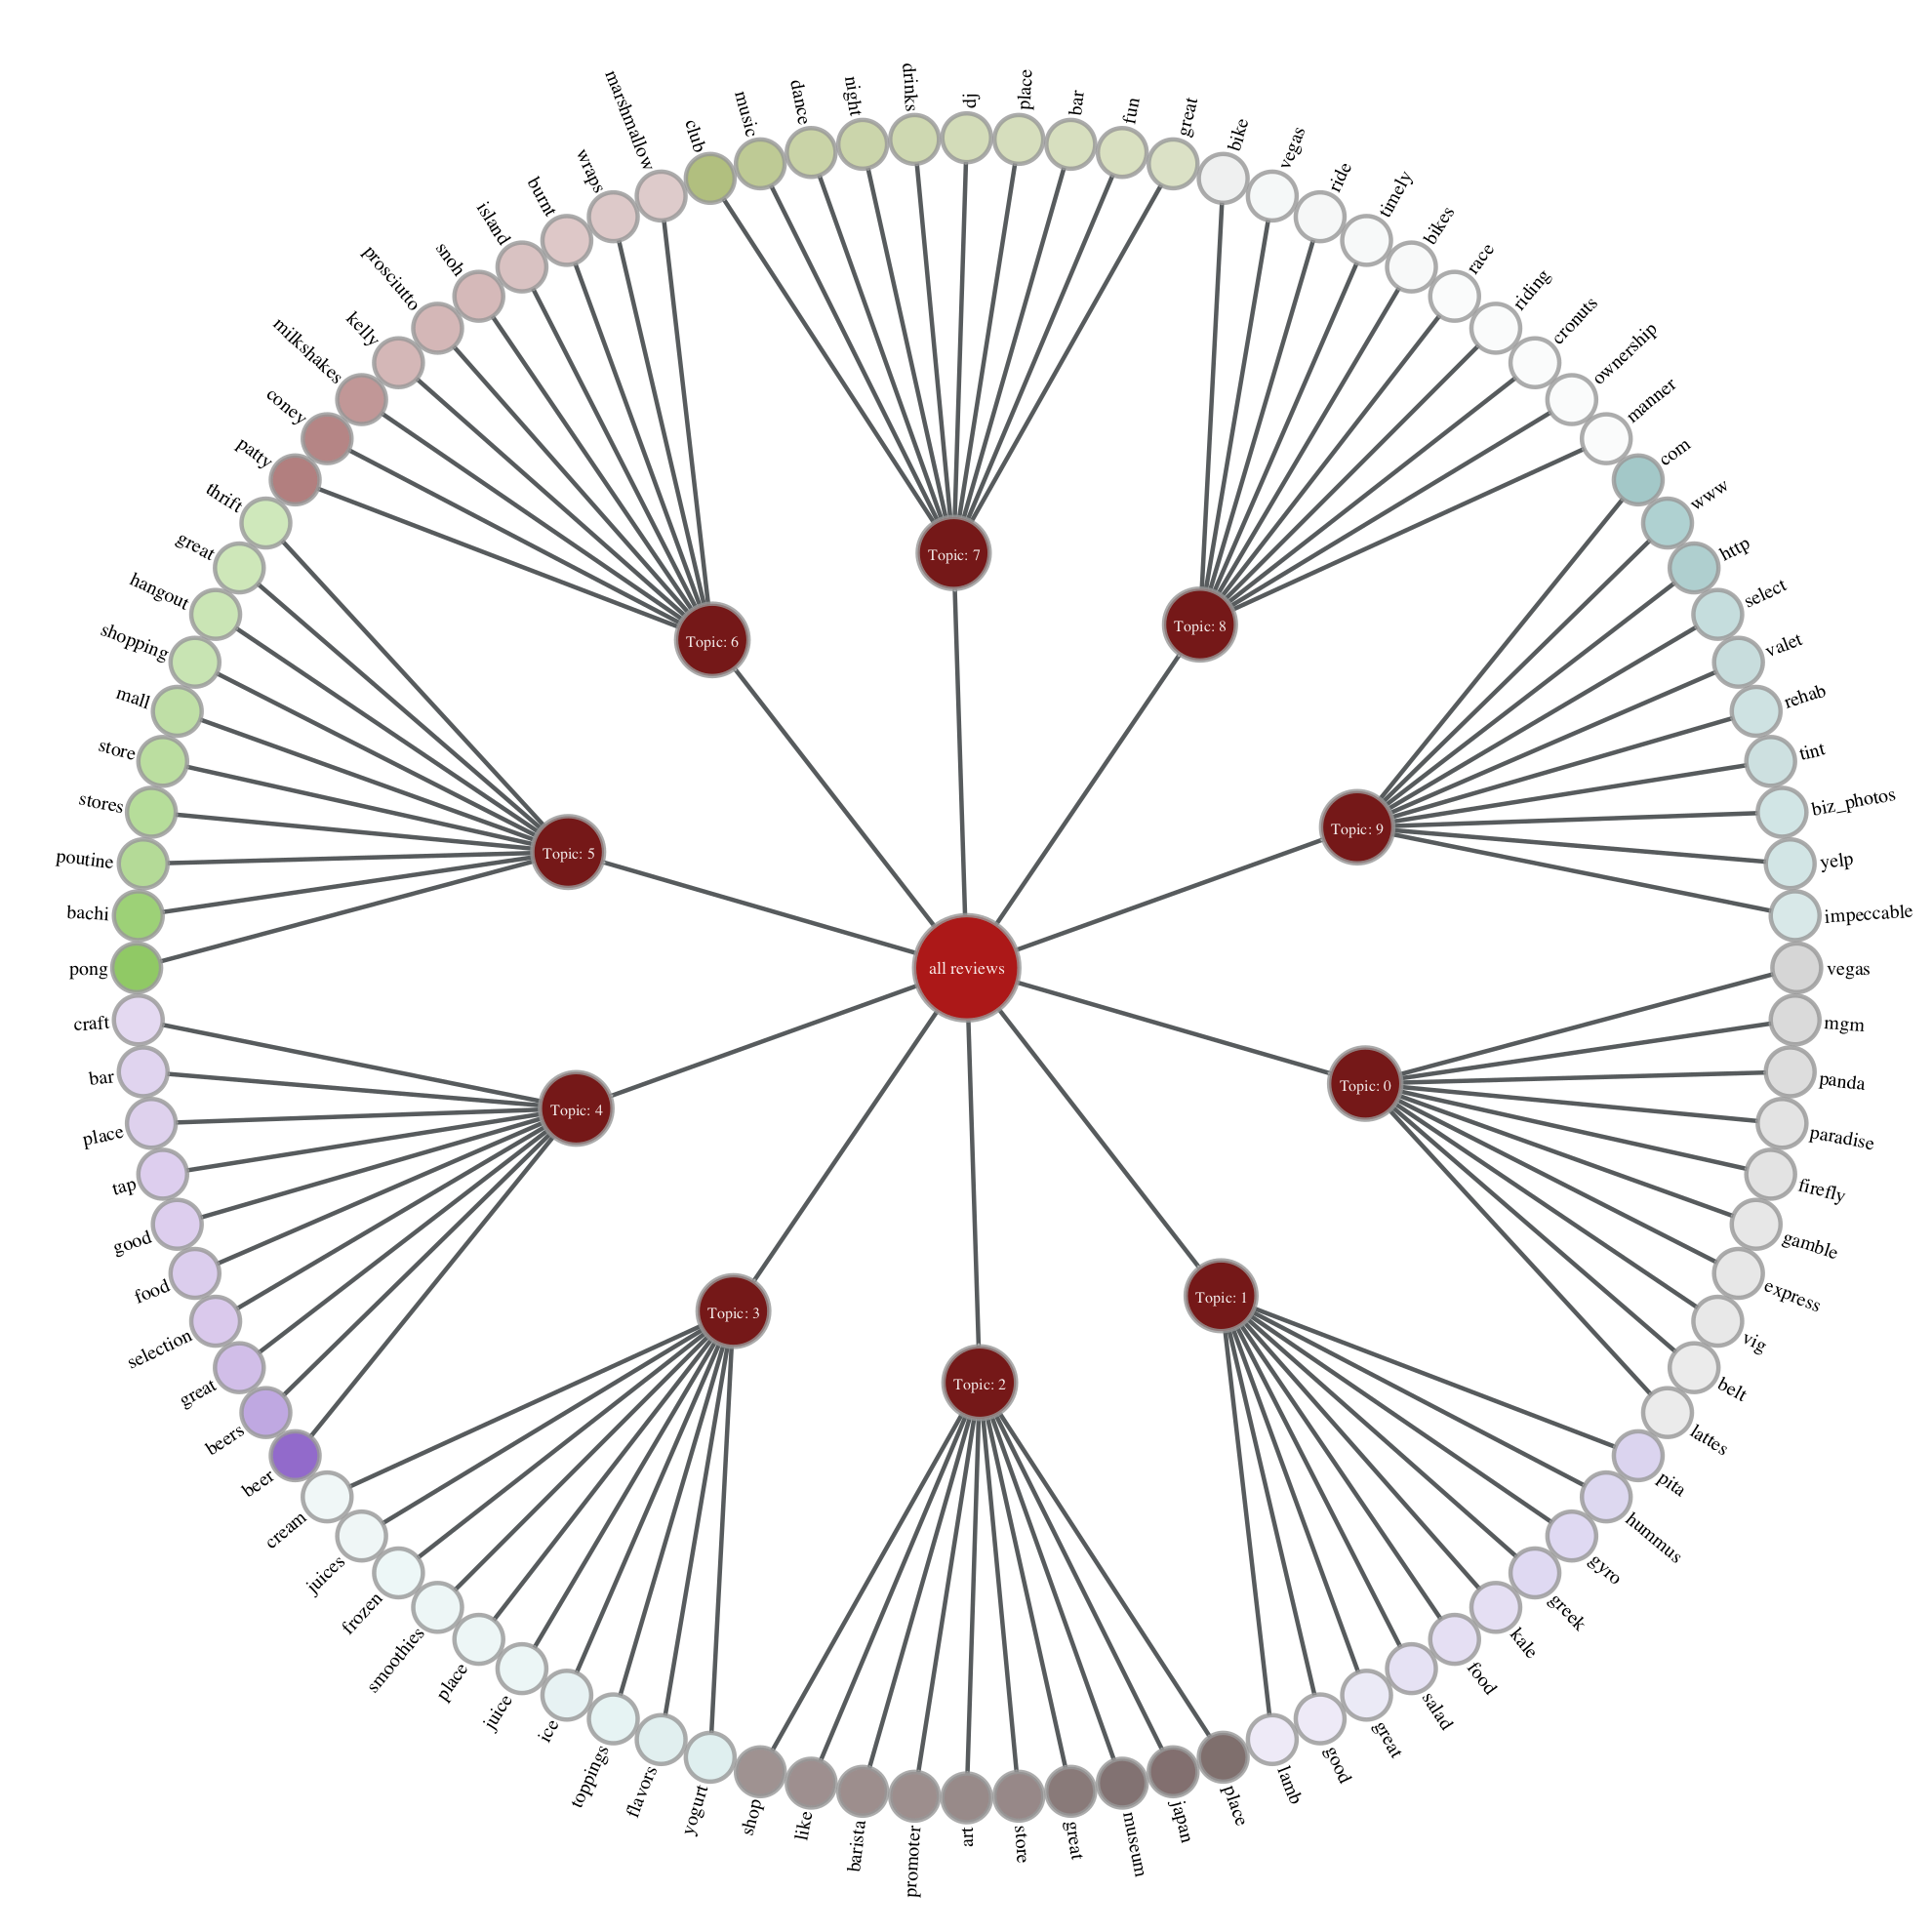 all reviews
Topic: 0
vegas
mgm
panda
paradise
firefly
gamble
express
vig
belt
lattes
Topic: 1
pita
hummus
gyro
greek
kale
food
salad
great
good
lamb
Topic: 2
place
japan
museum
great
store
art
promoter
barista
like
shop
Topic: 3
yogurt
flavors
toppings
ice
juice
place
smoothies
frozen
juices
cream
Topic: 4
beer
beers
great
selection
food
good
tap
place
bar
craft
Topic: 5
pong
bachi
poutine
stores
store
mall
shopping
hangout
great
thrift
Topic: 6
patty
coney
milkshakes
kelly
prosciutto
snoh
island
burnt
wraps
marshmallow
Topic: 7
club
music
dance
night
drinks
dj
place
bar
fun
great
Topic: 8
bike
vegas
ride
timely
bikes
race
riding
cronuts
ownership
manner
Topic: 9
com
www
http
select
valet
rehab
tint
biz_photos
yelp
impeccable